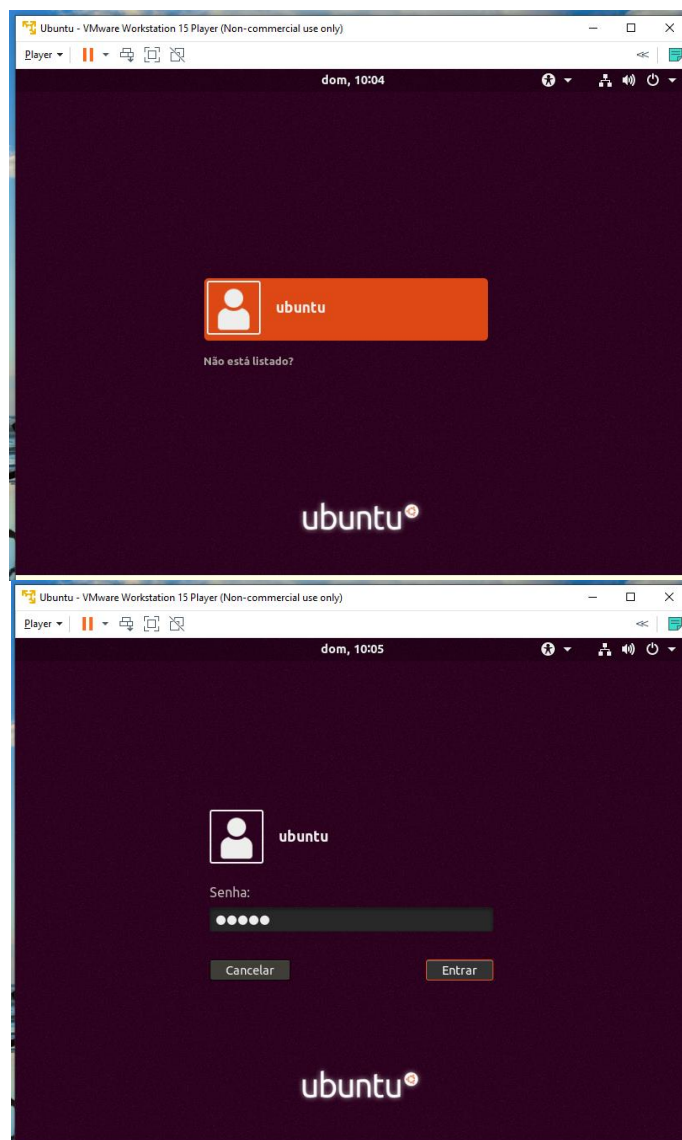 Ubuntu - VMware Workstation 15 Player (Non-commercial use only)
Player
dom, 10:04
ubuntu
Não está listado?
ubuntu
Ubuntu - VMware Workstation 15 Player (Non-commercial use only)
Player
dom, 10:05
ubuntu
Senha:
Cancelar Entrar
ubuntu